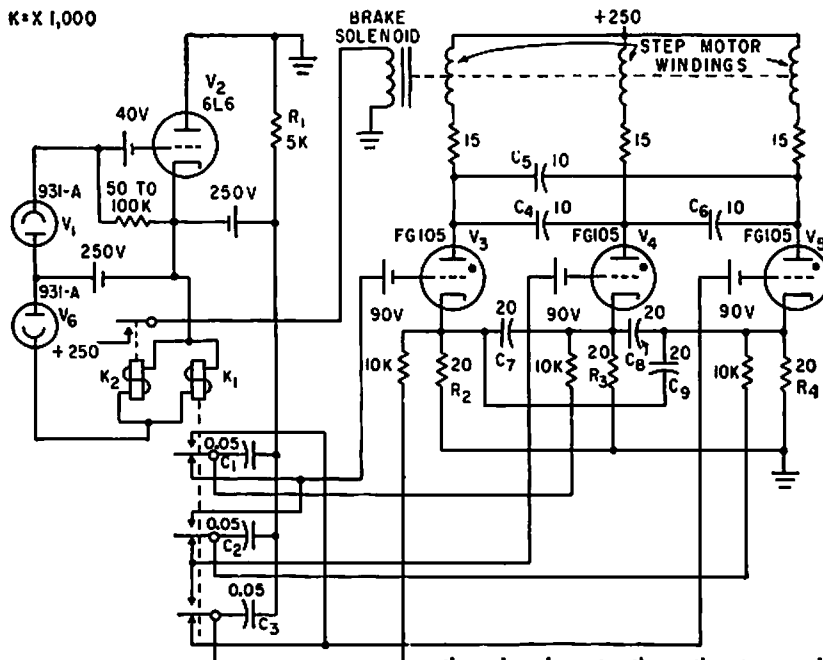 K=X 1,000
BRAKE
SOLENOID
+250
STEP MOTOR
WINDINGS
V2
6L6
40V
R1
5K
15
15
15
C5 10
50 TO
100K
250V
931-A
V1
C4 10
C6 10
FG105 V3
FG105 V4
FG105 V5
250V
931-A
V6
90V
90V
90V
+250
K2
K1
10K
20
R2
20
C7
10K
20
R3
20
C8
20
C9
10K
20
R4
0.05
C1
0.05
C2
0.05
C3